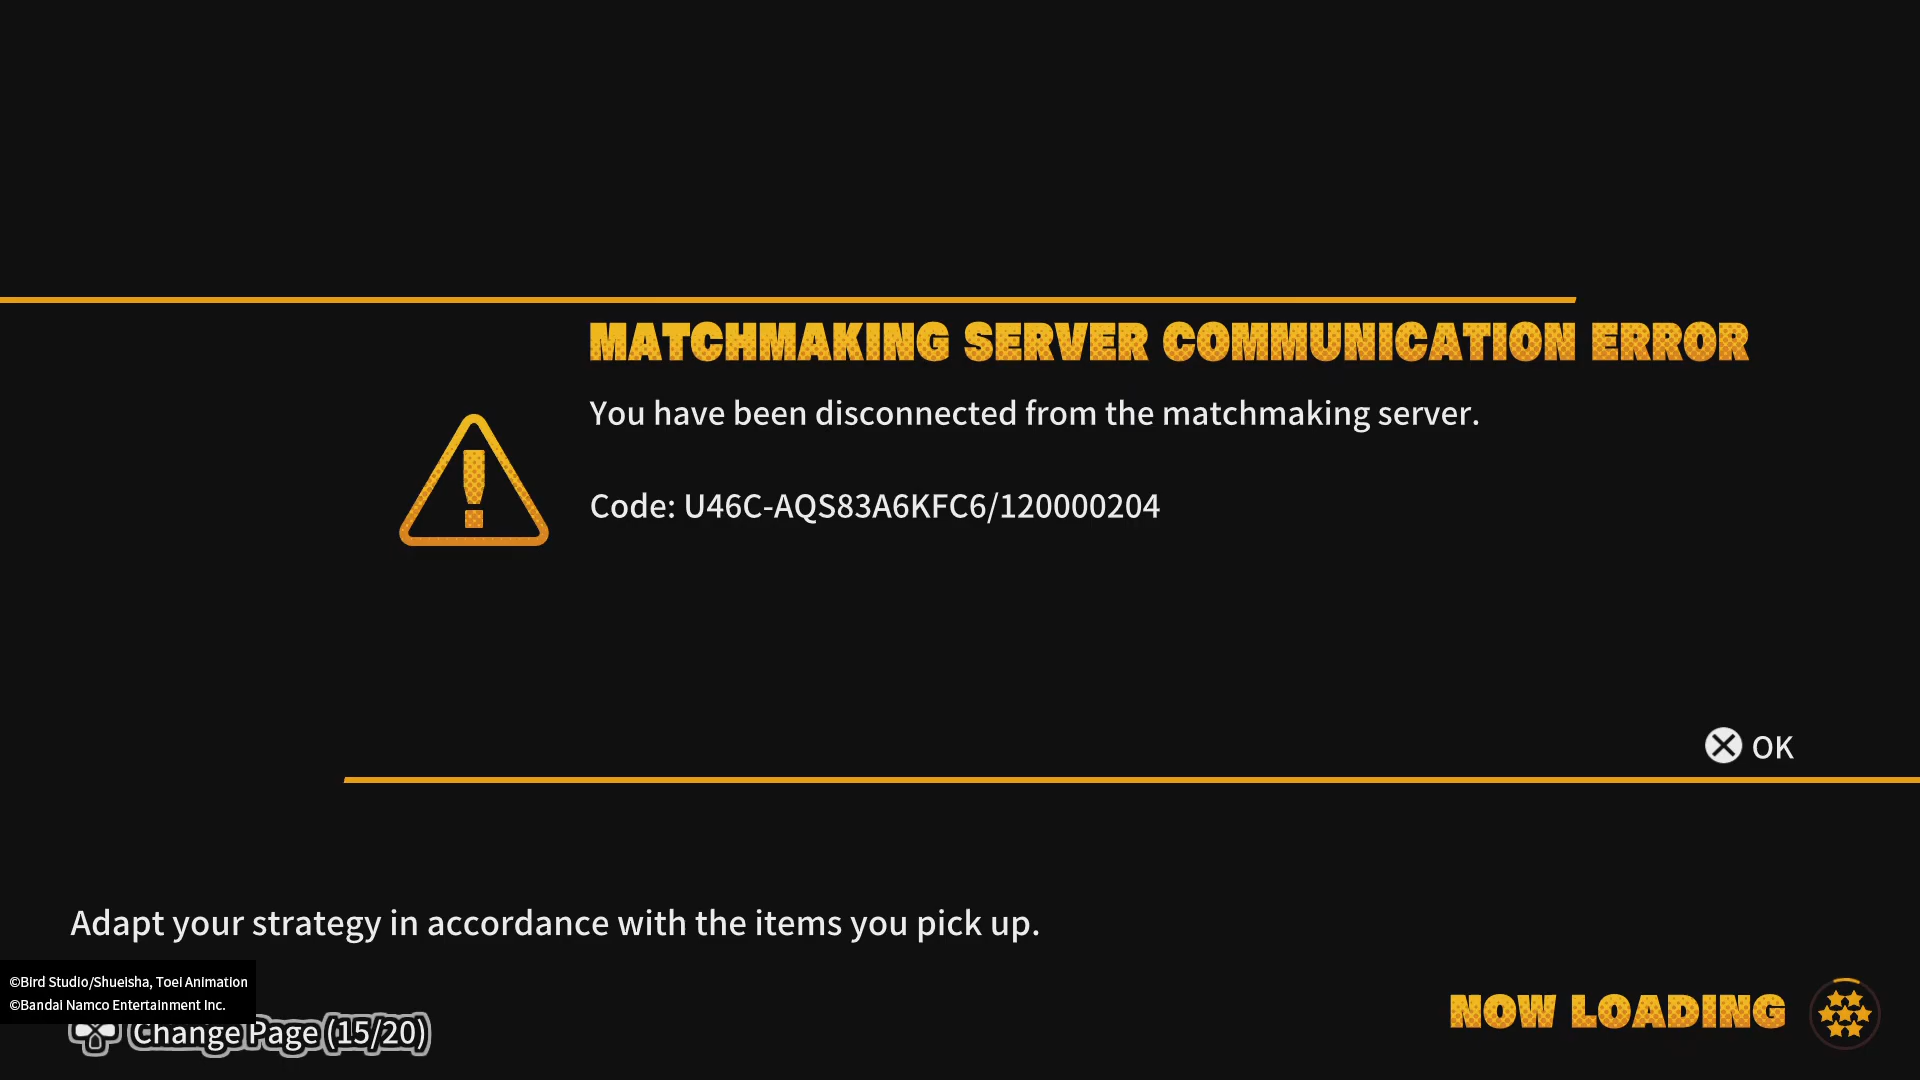 MATCHMAKING SERVER COMMUNICATION ERROR
You have been disconnected from the matchmaking server.
Code: U46C-AQS83A6KFC6/120000204
OK
Adapt your strategy in accordance with the items you pick up.
©Bird Studio/Shueisha, Toei Animation
©Bandai Namco Entertainment Inc.
Change Page (15/20)
NOW LOADING